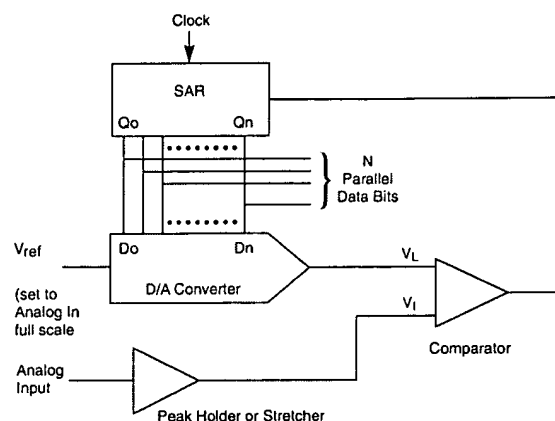 Clock
SAR
Qo Qn
N
Parallel
Data Bits
Do Dn
Vref
D/A Converter
VL
(set to
Analog In
full scale
VI
Comparator
Analog
Input
Peak Holder or Stretcher